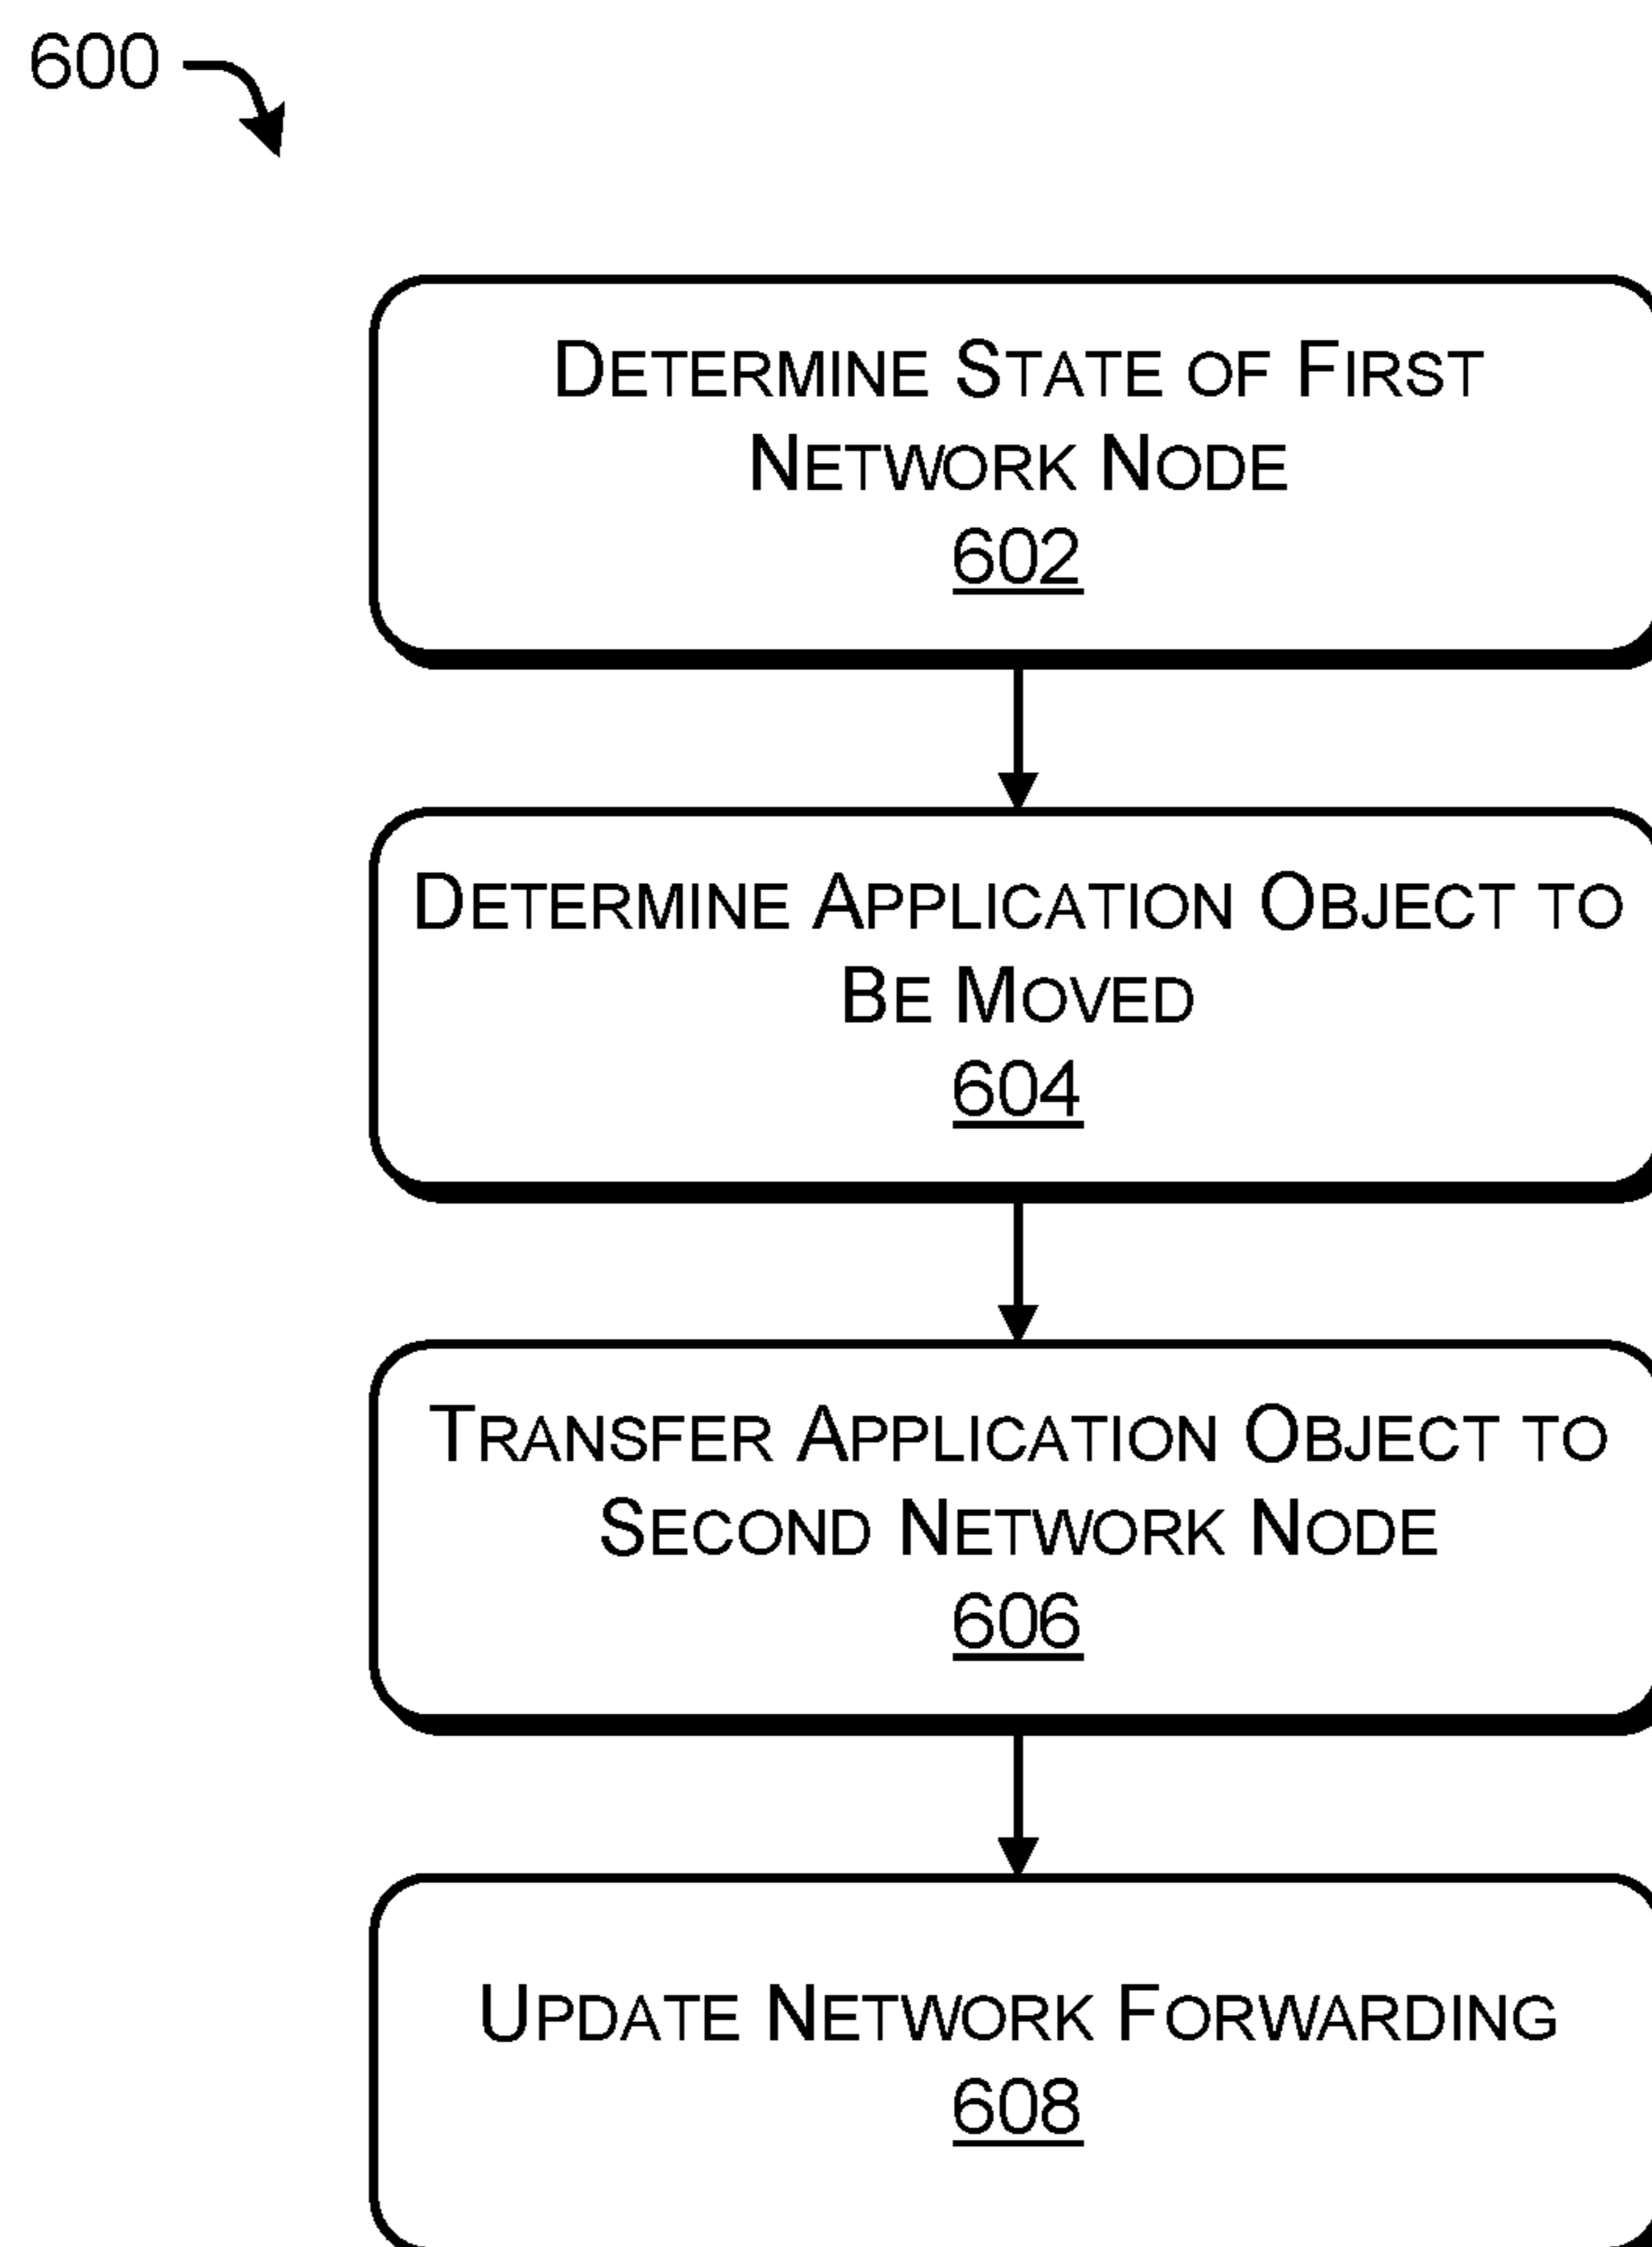 600
DETERMINE STATE OF FIRST
NETWORK NODE
602
DETERMINE APPLICATION OBJECT TO
BE MOVED
604
TRANSFER APPLICATION OBJECT TO
SECOND NETWORK NODE
606
UPDATE NETWORK FORWARDING
608